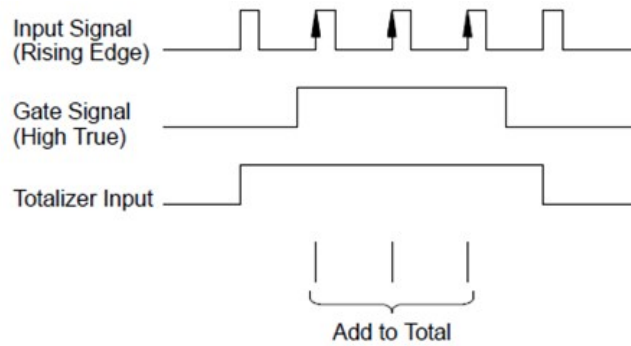 Input Signal
(Rising Edge)
Gate Signal
(High True)
Totalizer Input
Add to Total